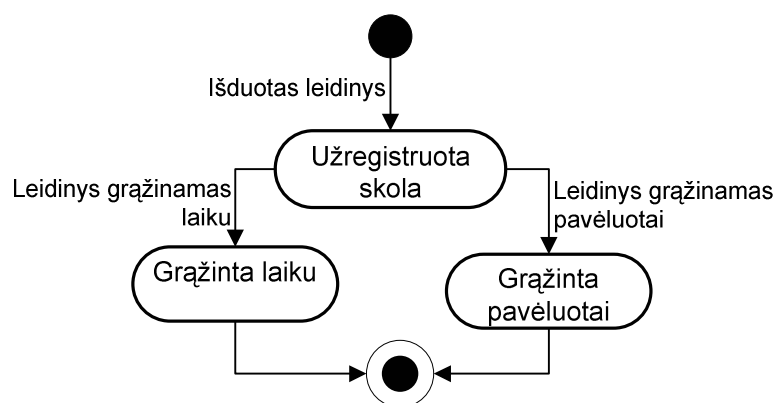 Išduotas leidinys
Užregistruota
skola
Leidinys grąžinamas
laiku
Leidinys grąžinamas
pavėluotai
Grąžinta laiku
Grąžinta
pavėluotai